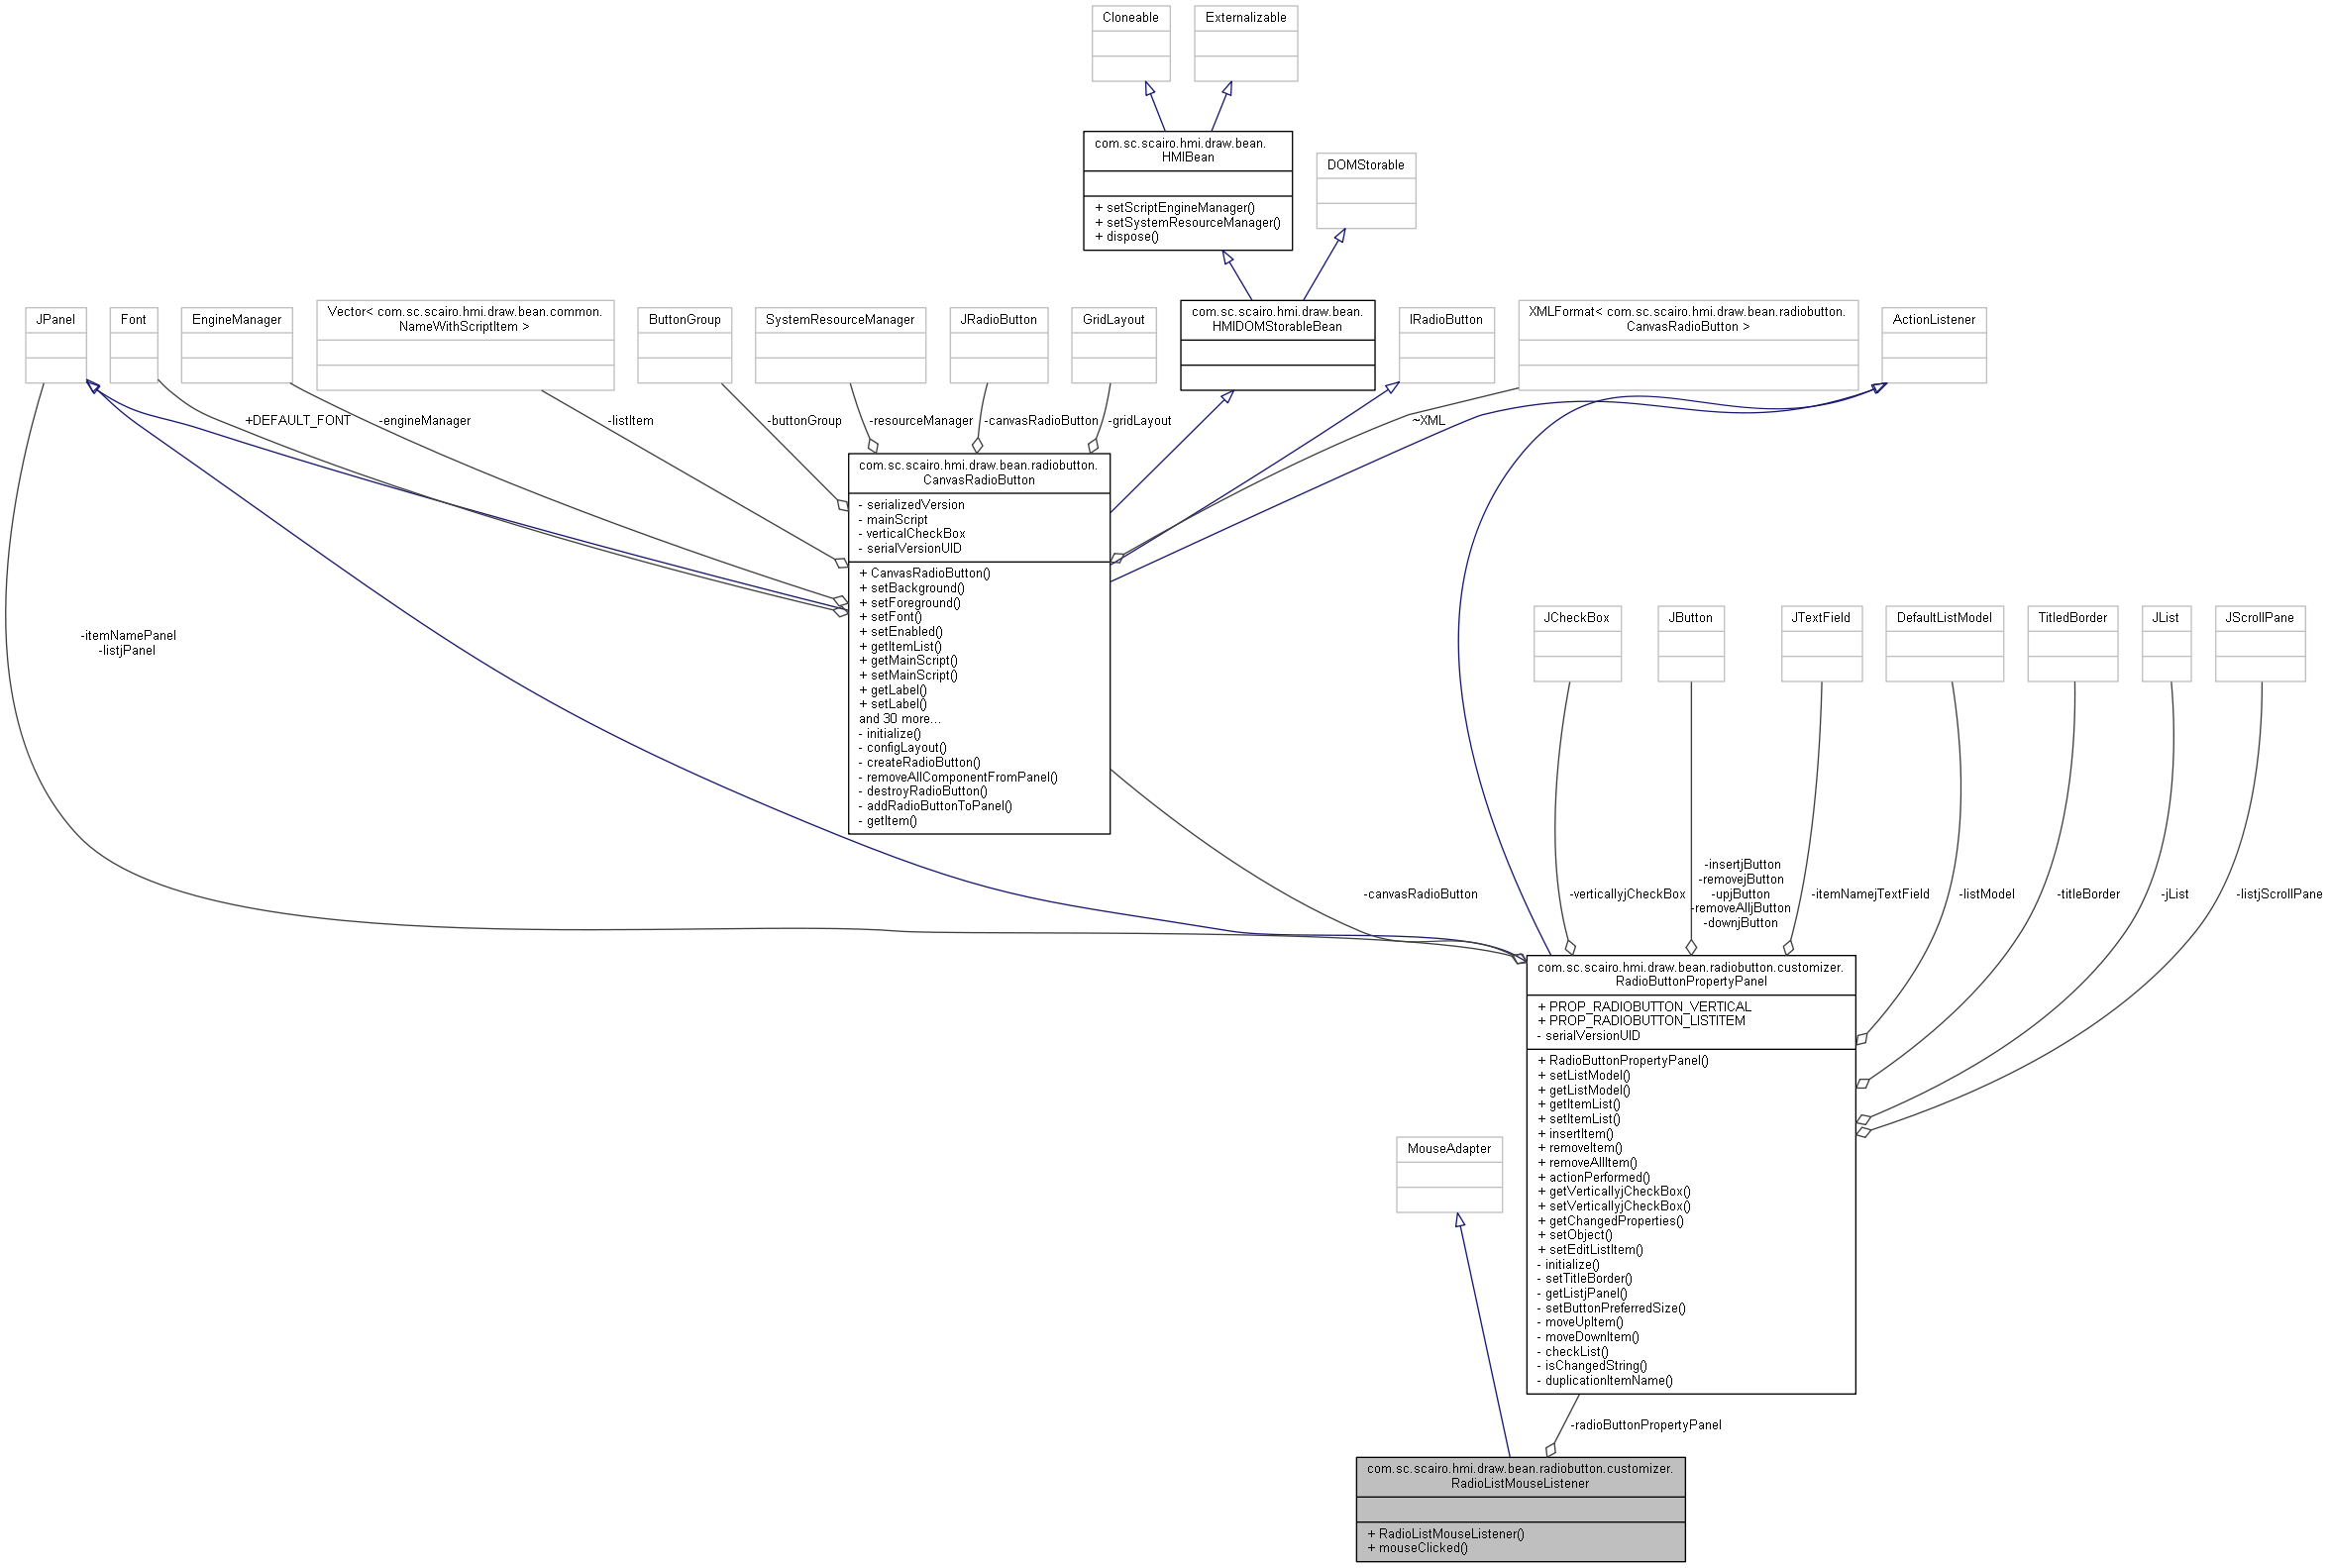 Cloneable
Externalizable
com.sc.scairo.hmi.draw.bean.
HMIBean
+ setScriptEngineManager()
+ setSystemResourceManager()
+ dispose()
DOMStorable
JPanel
Font
EngineManager
Vector< com.sc.scairo.hmi.draw.bean.common.
NameWithScriptItem >
ButtonGroup
SystemResourceManager
JRadioButton
GridLayout
com.sc.scairo.hmi.draw.bean.
HMIDOMStorableBean
IRadioButton
XMLFormat< com.sc.scairo.hmi.draw.bean.radiobutton.
CanvasRadioButton >
ActionListener
+DEFAULT_FONT
-engineManager
-listItem
-buttonGroup
-resourceManager
-canvasRadioButton
-gridLayout
~XML
com.sc.scairo.hmi.draw.bean.radiobutton.
CanvasRadioButton
- serializedVersion
- mainScript
- verticalCheckBox
- serialVersionUID
+ CanvasRadioButton()
+ setBackground()
+ setForeground()
+ setFont()
+ setEnabled()
+ getItemList()
+ getMainScript()
+ setMainScript()
+ getLabel()
+ setLabel()
and 30 more...
- initialize()
- configLayout()
- createRadioButton()
- removeAllComponentFromPanel()
- destroyRadioButton()
- addRadioButtonToPanel()
- getItem()
-itemNamePanel
-listjPanel
JCheckBox
JButton
JTextField
DefaultListModel
TitledBorder
JList
JScrollPane
-canvasRadioButton
-verticallyjCheckBox
-insertjButton
-removejButton
-upjButton
-removeAlljButton
-downjButton
-itemNamejTextField
-listModel
-titleBorder
-jList
-listjScrollPane
com.sc.scairo.hmi.draw.bean.radiobutton.customizer.
RadioButtonPropertyPanel
+ PROP_RADIOBUTTON_VERTICAL
+ PROP_RADIOBUTTON_LISTITEM
- serialVersionUID
+ RadioButtonPropertyPanel()
+ setListModel()
+ getListModel()
+ getItemList()
+ setItemList()
+ insertItem()
+ removeItem()
+ removeAllItem()
+ actionPerformed()
+ getVerticallyjCheckBox()
+ setVerticallyjCheckBox()
+ getChangedProperties()
+ setObject()
+ setEditListItem()
- initialize()
- setTitleBorder()
- getListjPanel()
- setButtonPreferredSize()
- moveUpItem()
- moveDownItem()
- checkList()
- isChangedString()
- duplicationItemName()
MouseAdapter
-radioButtonPropertyPanel
com.sc.scairo.hmi.draw.bean.radiobutton.customizer.
RadioListMouseListener
+ RadioListMouseListener()
+ mouseClicked()